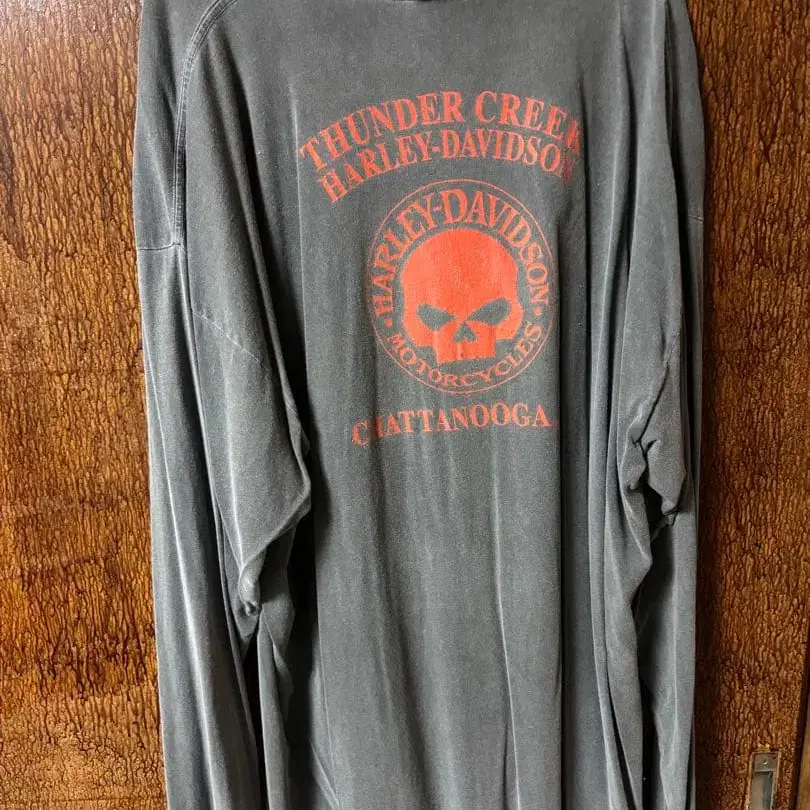 THUNDER CREEK
HARLEY-DAVIDSON
HARLEY-DAVIDSON
MOTORCYCLES
CHATTANOOGA